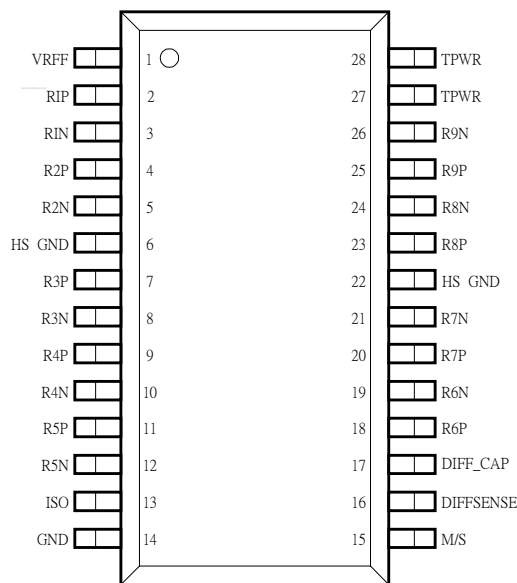 VRFF 1 28 TPWR
RIP 2 27 TPWR
RIN 3 26 R9N
R2P 4 25 R9P
R2N 5 24 R8N
HS GND 6 23 R8P
R3P 7 22 HS GND
R3N 8 21 R7N
R4P 9 20 R7P
R4N 10 19 R6N
R5P 11 18 R6P
R5N 12 17 DIFF_CAP
ISO 13 16 DIFFSENSE
GND 14 15 M/S